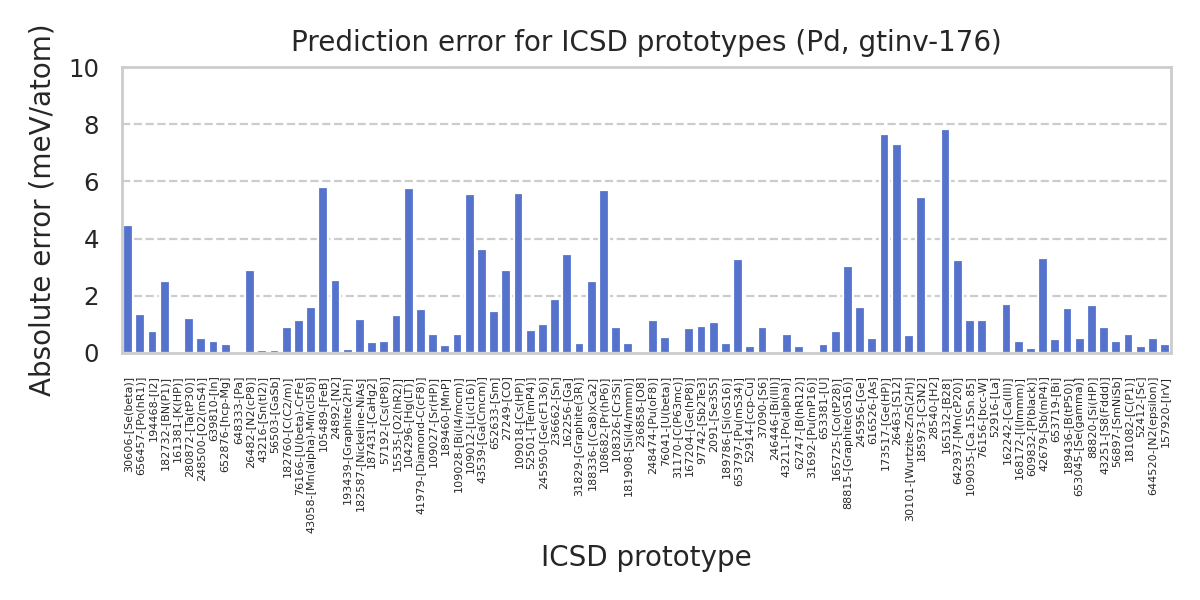 Prediction error for ICSD prototypes (Pd, gtinv-176)
Absolute error (meV/atom)
10
8
6
4
2
0
306006-[Se(beta)]
656457-[Po(hR1)]
194468-[I2]
182732-[BN(P1)]
161381-[K(HP)]
280872-[Ta(tP30)]
248500-[O2(mS4)]
639810-[In]
652876-[hcp-Mg]
648333-[Pa]
26482-[N2(cP8)]
43216-[Sn(tI2)]
56503-[GaSb]
182760-[C(C2/m)]
76166-[U(beta)-CrFe]
43058-[Mn(alpha)-Mn(cI58)]
105489-[FeB]
24892-[N2]
193439-[Graphite(2H)]
182587-[Nickeline-NiAs]
187431-[CaHg2]
57192-[Cs(tP8)]
15535-[O2(hR2)]
104296-[Hg(LT)]
41979-[Diamond-C(cF8)]
109027-[Sr(HP)]
189460-[MnP]
109028-[Bi(I4/mcm)]
109012-[Li(cI16)]
43539-[Ga(Cmcm)]
652633-[Sm]
27249-[CO]
109018-[Cs(HP)]
52501-[Te(mP4)]
245950-[Ge(cF136)]
236662-[Sn]
162256-[Ga]
31829-[Graphite(3R)]
188336-[(Ca8)xCa2]
108682-[Pr(hP6)]
108326-[Cr3Si]
181908-[Si(I4/mmm)]
236858-[O8]
248474-[Pu(oF8)]
76041-[U(beta)]
31170-[C(P63mc)]
167204-[Ge(hP8)]
97742-[Sb2Te3]
2091-[Se3S5]
189786-[Si(oS16)]
653797-[Pu(mS34)]
52914-[ccp-Cu]
37090-[S6]
246446-[Bi(III)]
43211-[Po(alpha)]
62747-[B(hR12)]
31692-[Pu(mP16)]
653381-[U]
165725-[Co(tP28)]
88815-[Graphite(oS16)]
245956-[Ge]
616526-[As]
173517-[Ge(HP)]
26463-[S12]
30101-[Wurtzite-ZnS(2H)]
185973-[C3N2]
28540-[H2]
165132-[B28]
642937-[Mn(cP20)]
109035-[Ca.15Sn.85]
76156-[bcc-W]
52916-[La]
162242-[Ca(III)]
168172-[I(Immm)]
609832-[P(black)]
42679-[Sb(mP4)]
653719-[Bi]
189436-[B(tP50)]
653045-[Se(gamma)]
88820-[Si(HP)]
43251-[S8(Fddd)]
56897-[SmNiSb]
181082-[C(P1)]
52412-[Sc]
644520-[N2(epsilon)]
157920-[IrV]
ICSD prototype